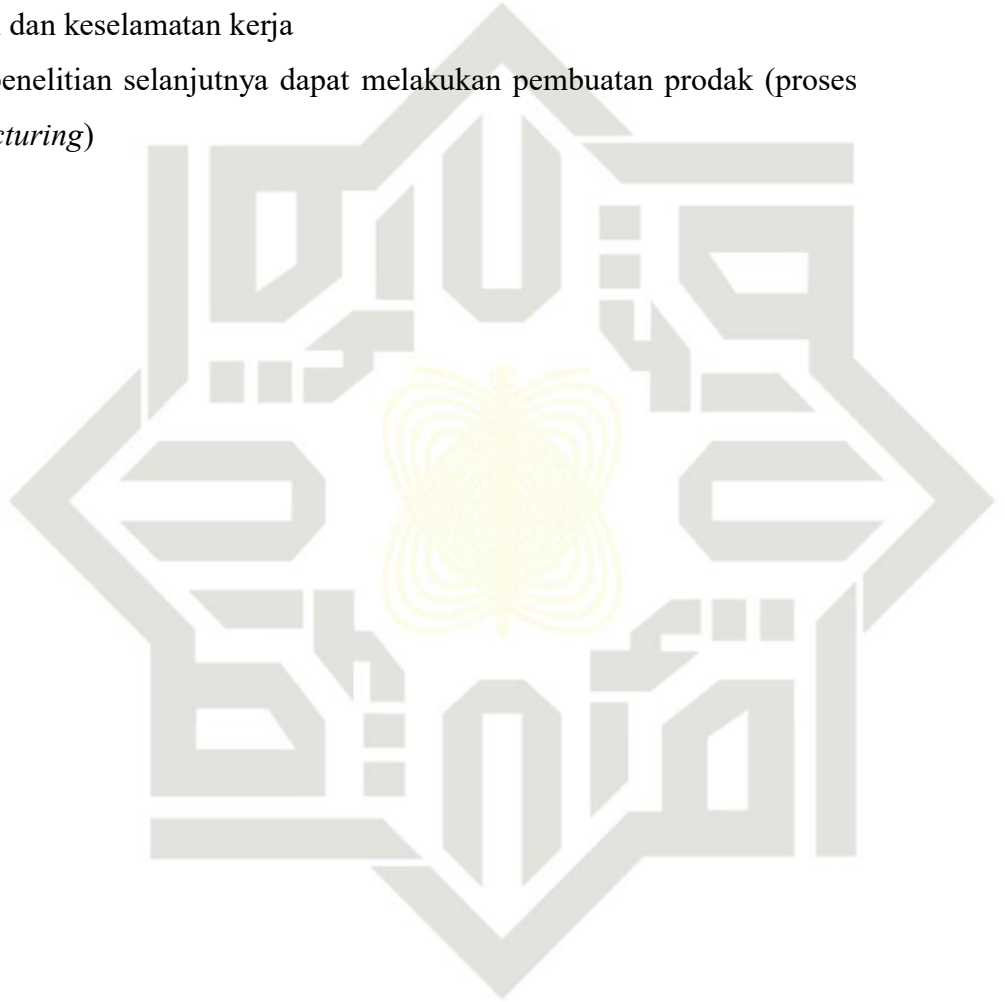 dan keselamatan kerja
penelitian selanjutnya dapat melakukan pembuatan prodak (proses
cturing)